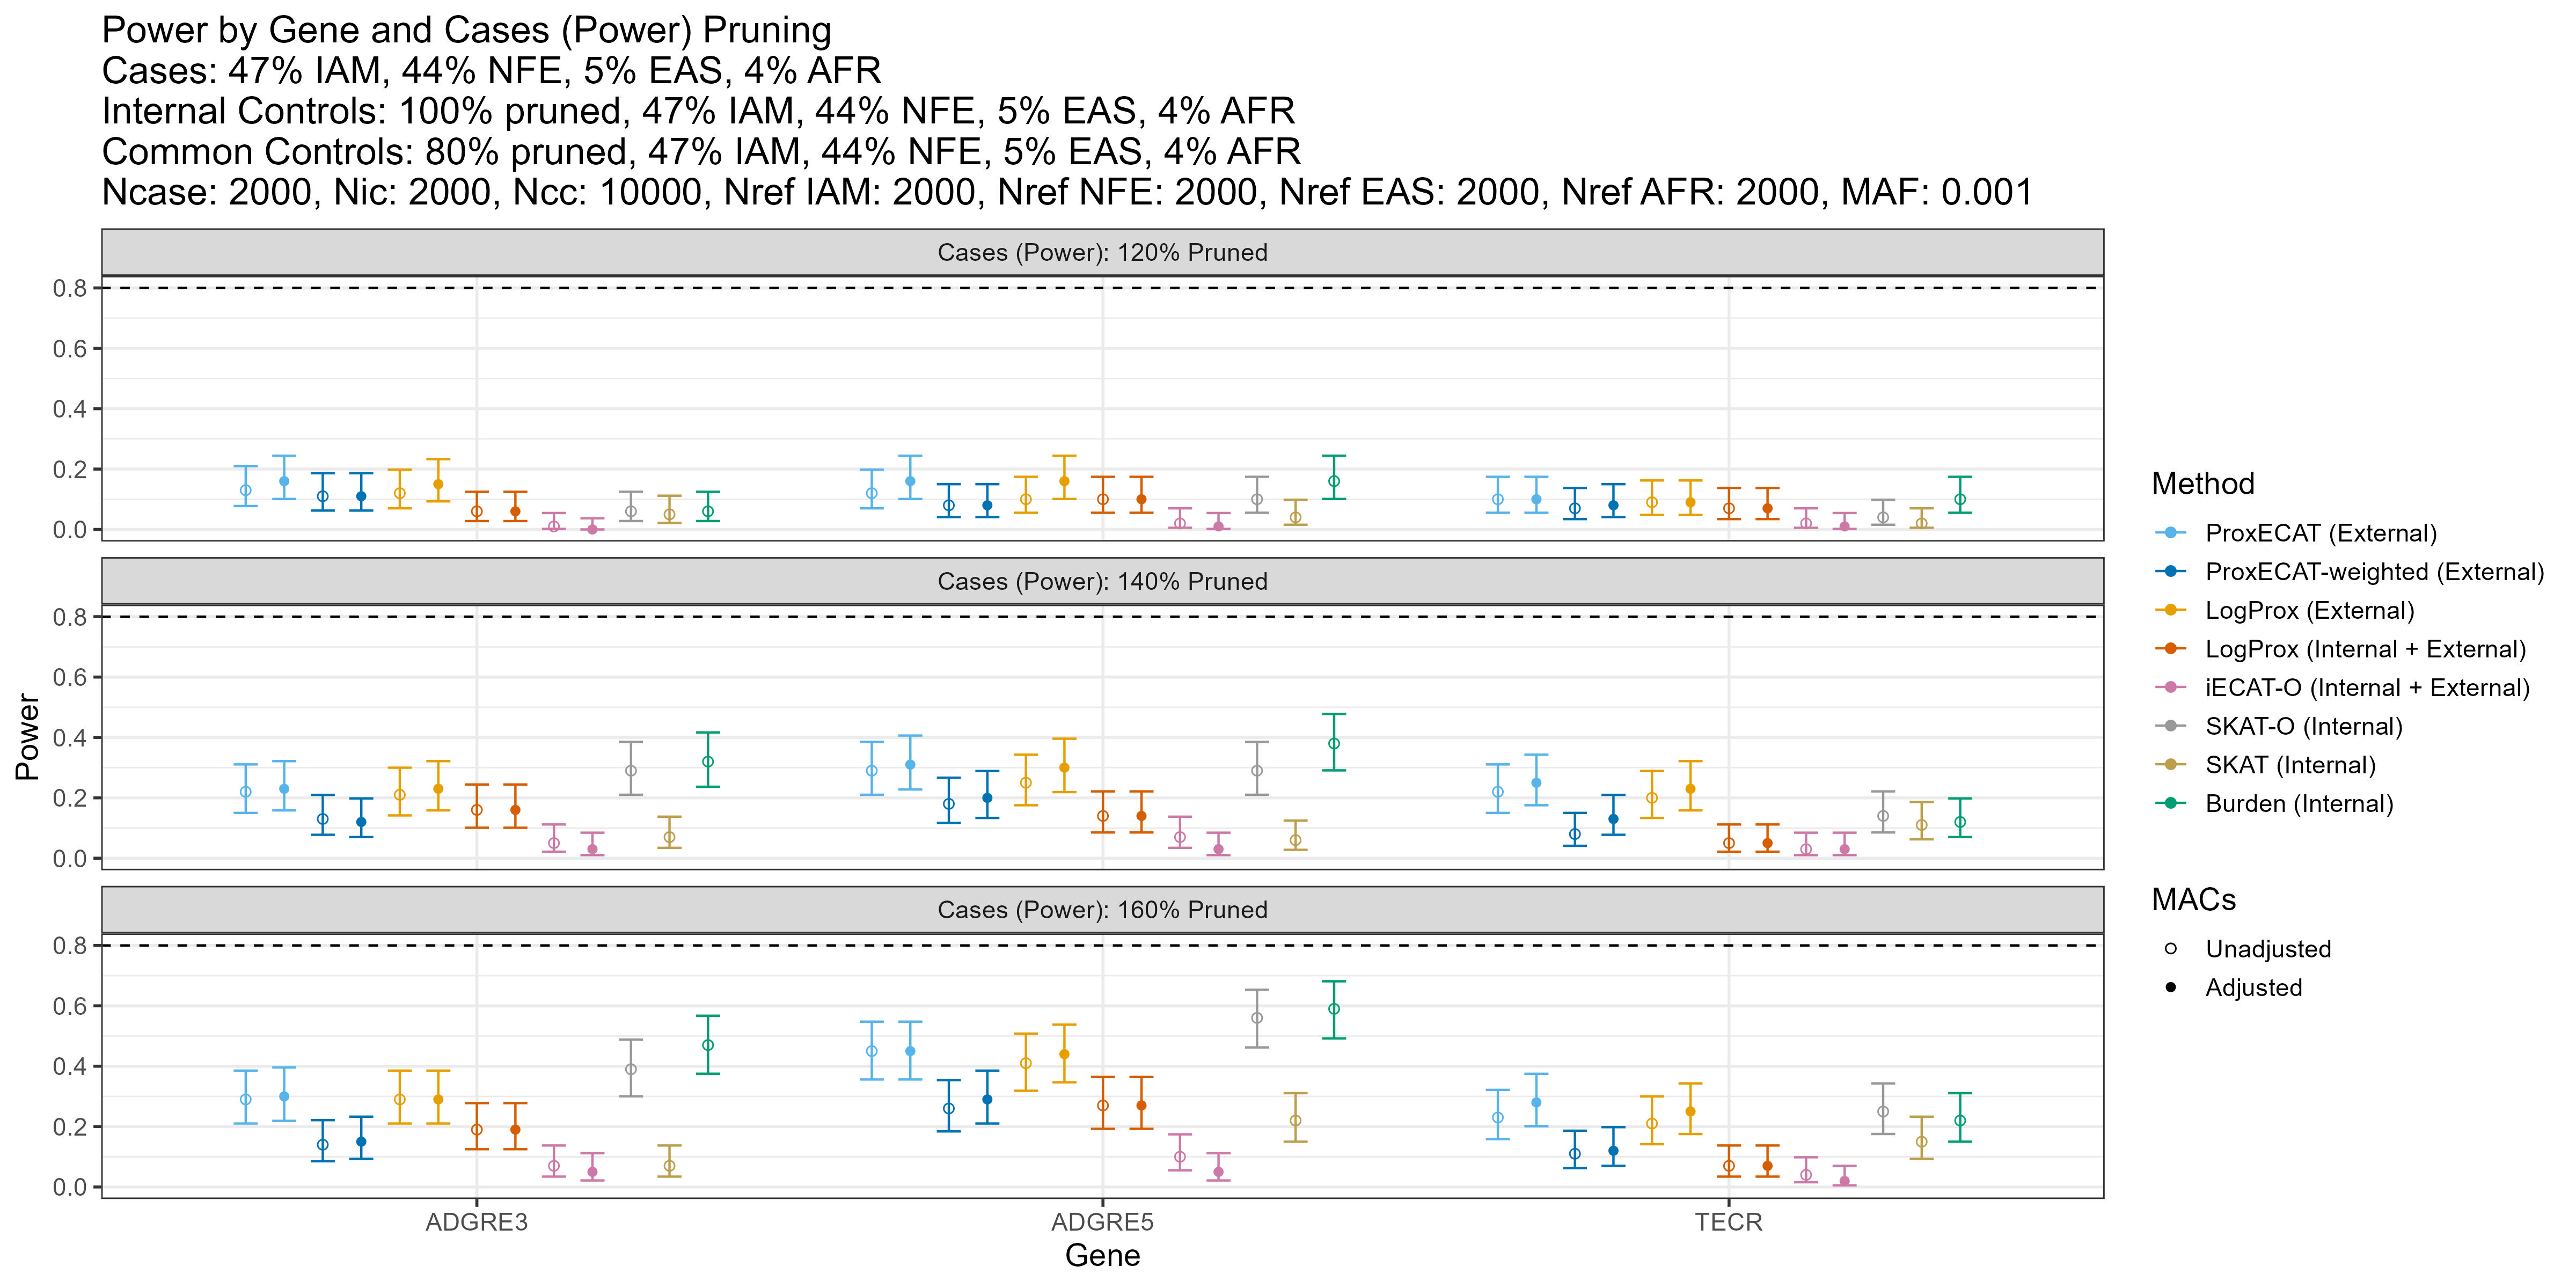 Power by Gene and Cases (Power) Pruning
Cases: 47% IAM, 44% NFE, 5% EAS, 4% AFR
Internal Controls: 100% pruned, 47% IAM, 44% NFE, 5% EAS, 4% AFR
Common Controls: 80% pruned, 47% IAM, 44% NFE, 5% EAS, 4% AFR
Ncase: 2000, Nic: 2000, Ncc: 10000, Nref IAM: 2000, Nref NFE: 2000, Nref EAS: 2000, Nref AFR: 2000, MAF: 0.001
Cases (Power): 120% Pruned
0.8
0.6
0.4
0.2
0.0
Cases (Power): 140% Pruned
0.8
0.6
0.4
0.2
0.0
Cases (Power): 160% Pruned
0.8
0.6
0.4
0.2
0.0
Power
ADGRE3
ADGRE5
TECR
Gene
Method
ProxECAT (External)
ProxECAT-weighted (External)
LogProx (External)
LogProx (Internal + External)
iECAT-O (Internal + External)
SKAT-O (Internal)
SKAT (Internal)
Burden (Internal)
MACs
Unadjusted
Adjusted